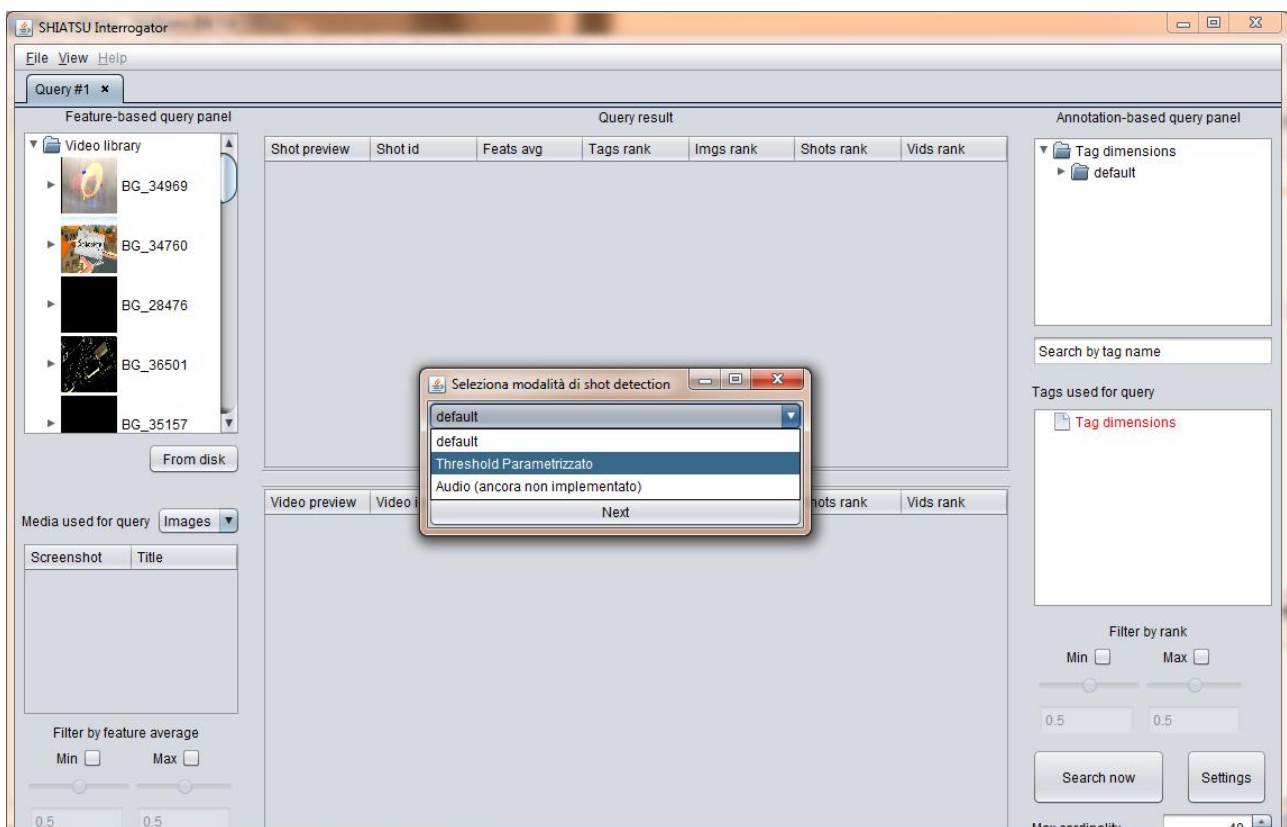 SHIATSU Interrogator
File View Help
Query #1
Feature-based query panel
Query result
Annotation-based query panel
Video library
BG_34969
BG_34760
BG_28476
BG_36501
BG_35157
From disk
Media used for query Images
Screenshot Title
Filter by feature average
Min Max
0.5 0.5
Shot preview Shot id Feats avg Tags rank Imgs rank Shots rank Vids rank
Seleziona modalità di shot detection
default
default
Threshold Parametrizzato
Audio (ancora non implementato)
Next
Video preview Video Vids rank
Tag dimensions
default
Search by tag name
Tags used for query
Tag dimensions
Filter by rank
Min Max
0.5 0.5
Search now Settings